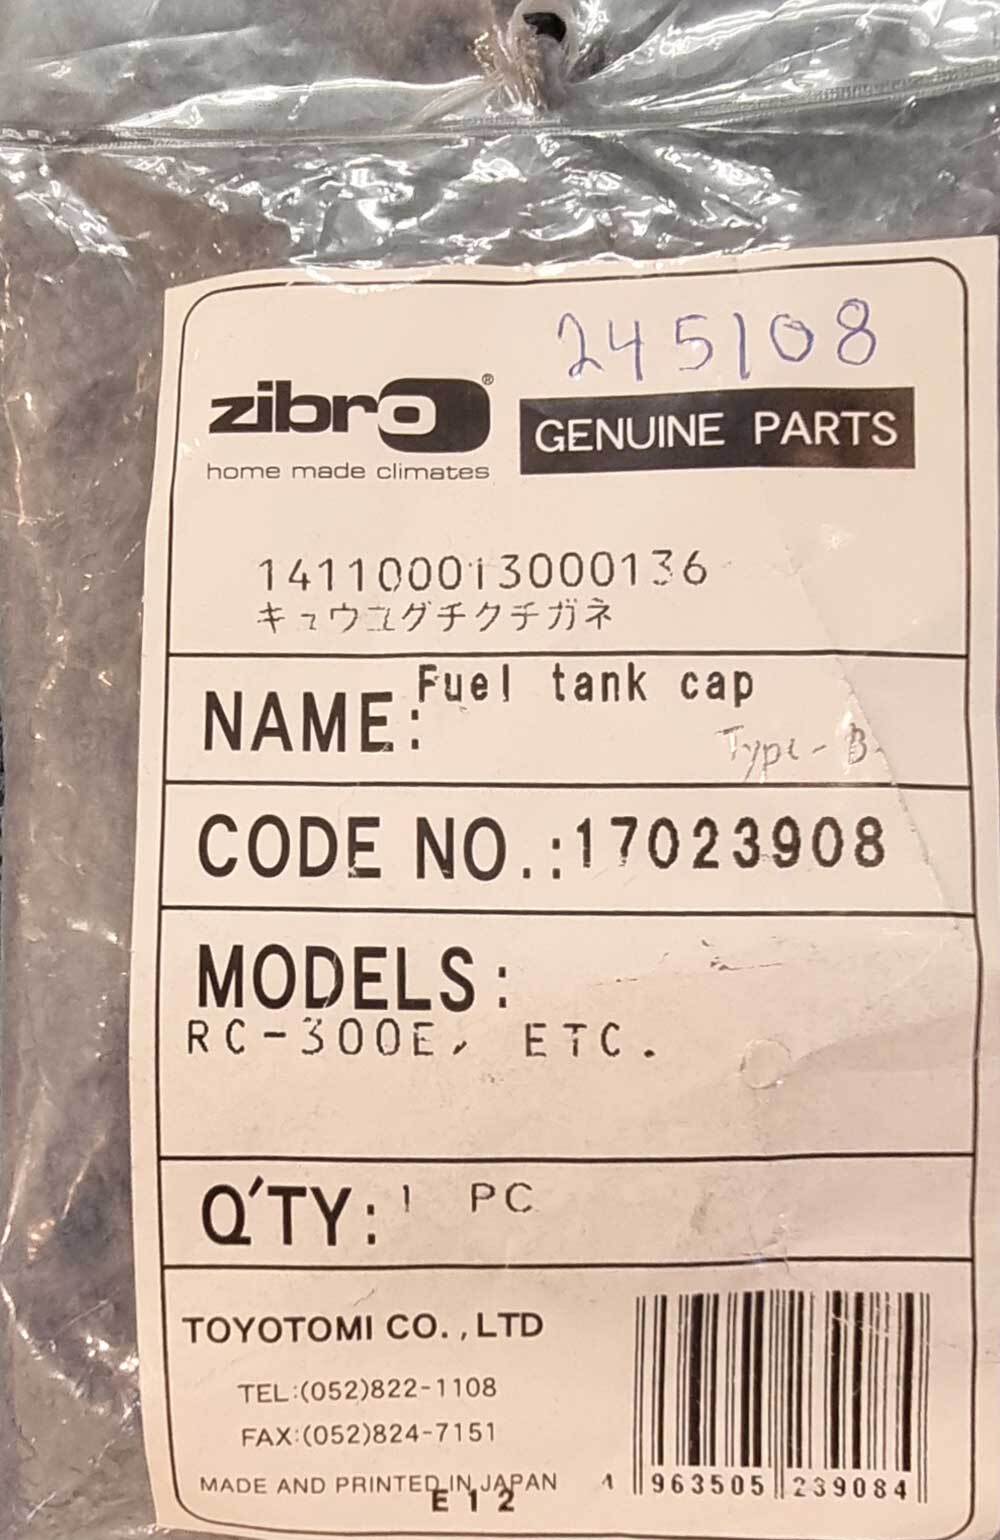 245108
zibro®
GENUINE PARTS
home made climates
141100013000136
キュウユグチクチガネ
NAME: Fuel tank cap
Type-B.
CODE NO.:17023908
MODELS:
RC-300E, ETC.
Q'TY: 1 PC
TOYOTOMI CO.,LTD
TEL:(052)822-1108
FAX:(052)824-7151
MADE AND PRINTED IN JAPAN
E12
4 963505 239084